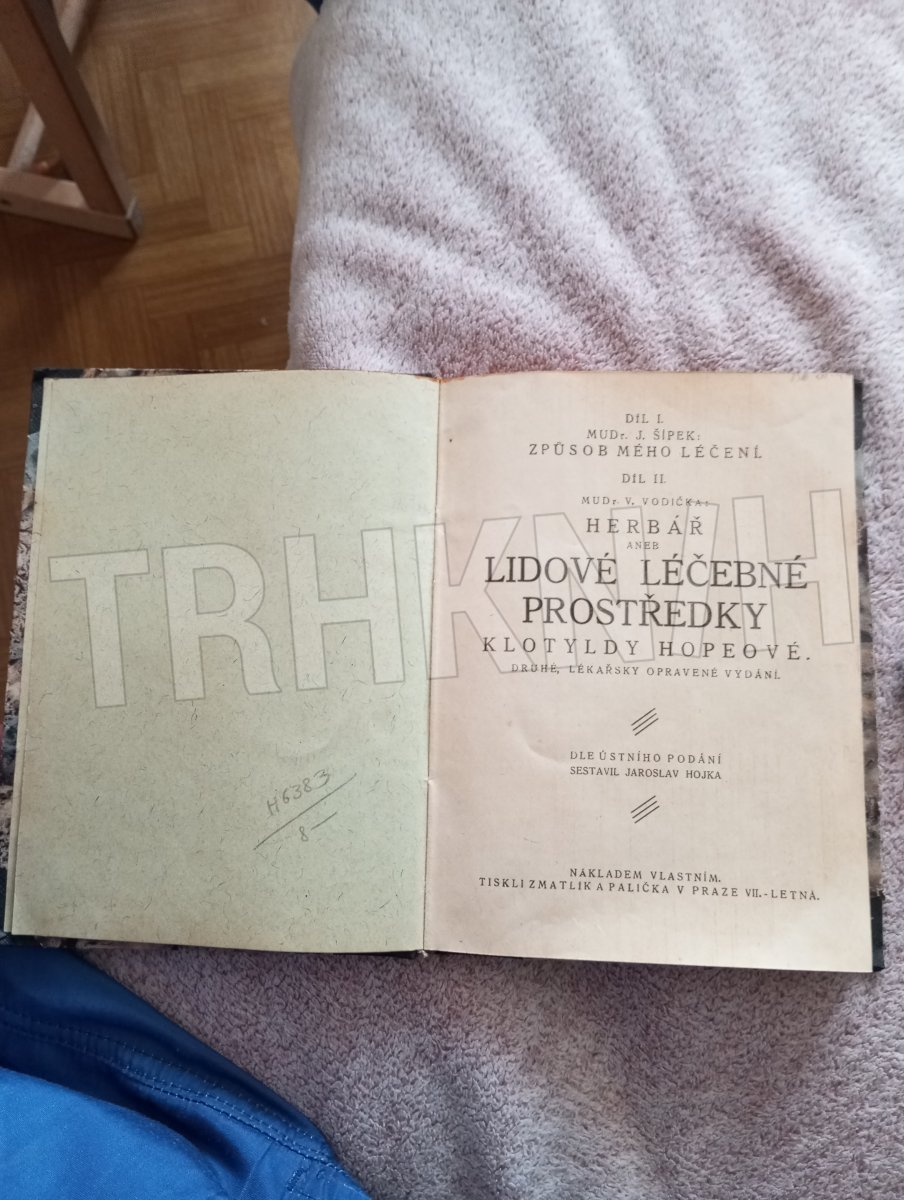 H6383
8—
DÍL I.
MUDr. J. ŠÍPEK:
ZPŮSOB MÉHO LÉČENÍ.
DÍL II.
MUDr. V. VODIČKA:
HERBÁŘ
ANEB
LIDOVÉ LÉČEBNÉ
PROSTŘEDKY
KLOTYLDY HOPEOVÉ.
DRUHÉ, LÉKAŘSKY OPRAVENÉ VYDÁNÍ.
DLE ÚSTNÍHO PODÁNÍ
SESTAVIL JAROSLAV HOJKA
NÁKLADEM VLASTNÍM.
TISKLI ZMATLÍK A PALIČKA V PRAZE VII.-LETNÁ.
TRHKNIH